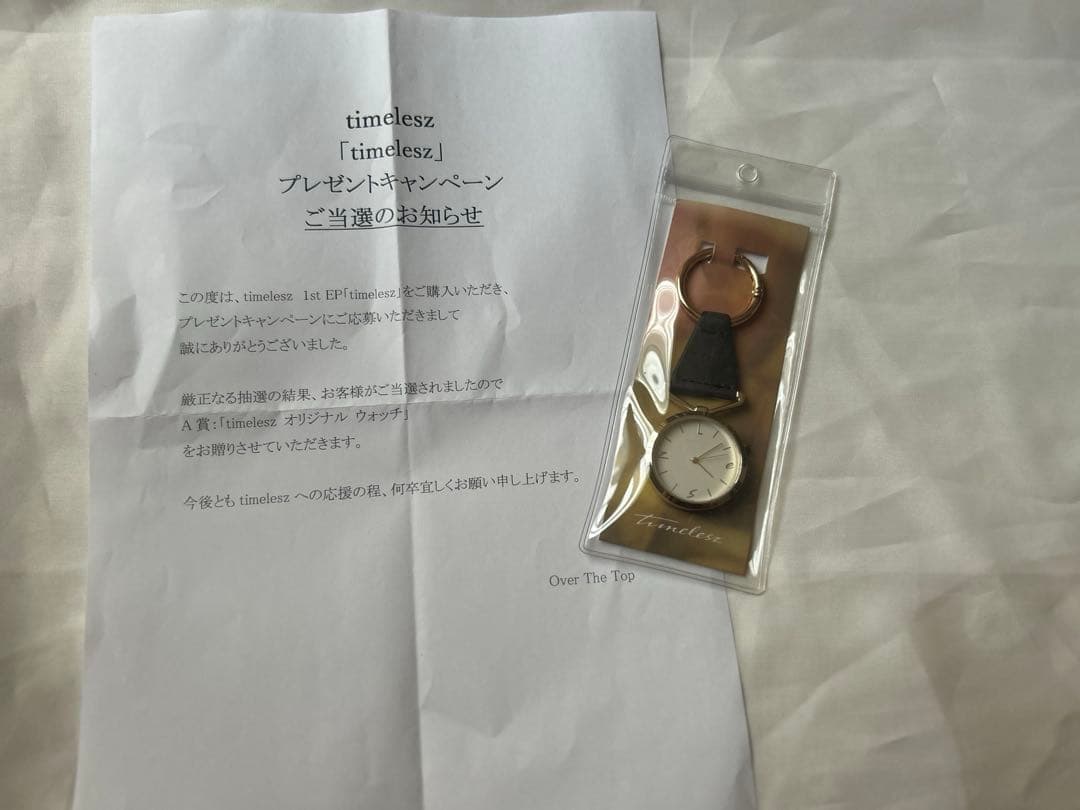 timelesz
「timelesz」
プレゼントキャンペーン
ご当選のお知らせ
この度は、timelesz 1st EP「timelesz」をご購入いただき、
プレゼントキャンペーンにご応募いただきまして
誠にありがとうございました。
厳正なる抽選の結果、お客様がご当選されましたので
A 賞：「timelesz オリジナル ウォッチ」
をお贈りさせていただきます。
今後とも timelesz への応援の程、何卒宜しくお願い申し上げます。
Over The Top
timelesz